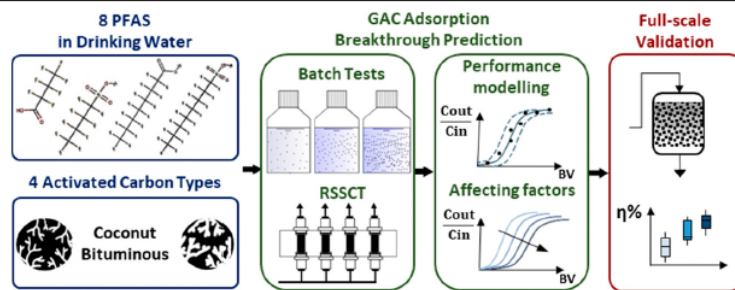 8 PFAS
in Drinking Water
4 Activated Carbon Types
Coconut
Bituminous
GAC Adsorption
Breakthrough Prediction
Batch Tests
RSSCT
Performance
modelling
Cout
Cin
BV
Affecting factors
Cout
Cin
BV
Full-scale
Validation
η%